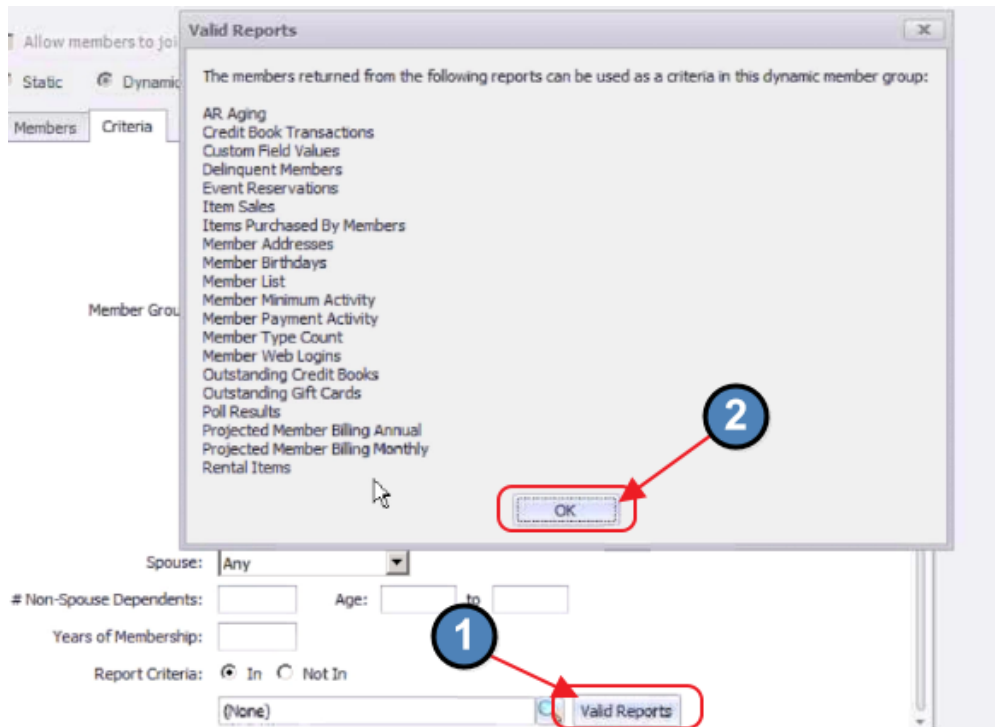 Valid Reports
Allow members to joi
The members returned from the following reports can be used as a criteria in this dynamic member group:
Static Dynamic
AR Aging
Credit Book Transactions
Members Criteria
Custom Field Values
Delinquent Members
Event Reservations
Item Sales
Items Purchased By Members
Member Addresses
Member Birthdays
Member List
Member Minimum Activity
Member Grou
Member Payment Activity
Member Type Count
Member Web Logins
Outstanding Credit Books
Outstanding Gift Cards
Poll Results
Projected Member Billing Annual
Projected Member Billing Monthly
Rental Items
2
OK
Spouse: Any
# Non-Spouse Dependents: Age: to
Years of Membership:
1
Report Criteria: In Not In
(None) Valid Reports